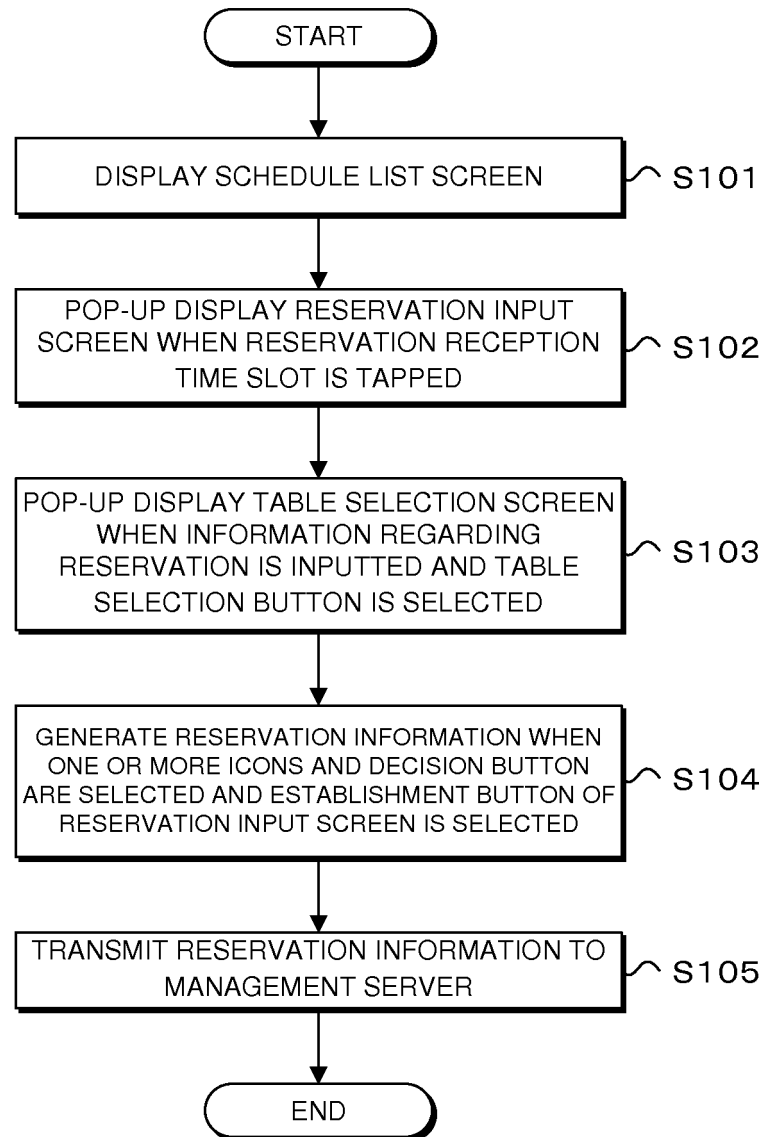 START
DISPLAY SCHEDULE LIST SCREEN
S101
POP-UP DISPLAY RESERVATION INPUT
SCREEN WHEN RESERVATION RECEPTION
TIME SLOT IS TAPPED
S102
POP-UP DISPLAY TABLE SELECTION SCREEN
WHEN INFORMATION REGARDING
RESERVATION IS INPUTTED AND TABLE
SELECTION BUTTON IS SELECTED
S103
GENERATE RESERVATION INFORMATION WHEN
ONE OR MORE ICONS AND DECISION BUTTON
ARE SELECTED AND ESTABLISHMENT BUTTON OF
RESERVATION INPUT SCREEN IS SELECTED
S104
TRANSMIT RESERVATION INFORMATION TO
MANAGEMENT SERVER
S105
END